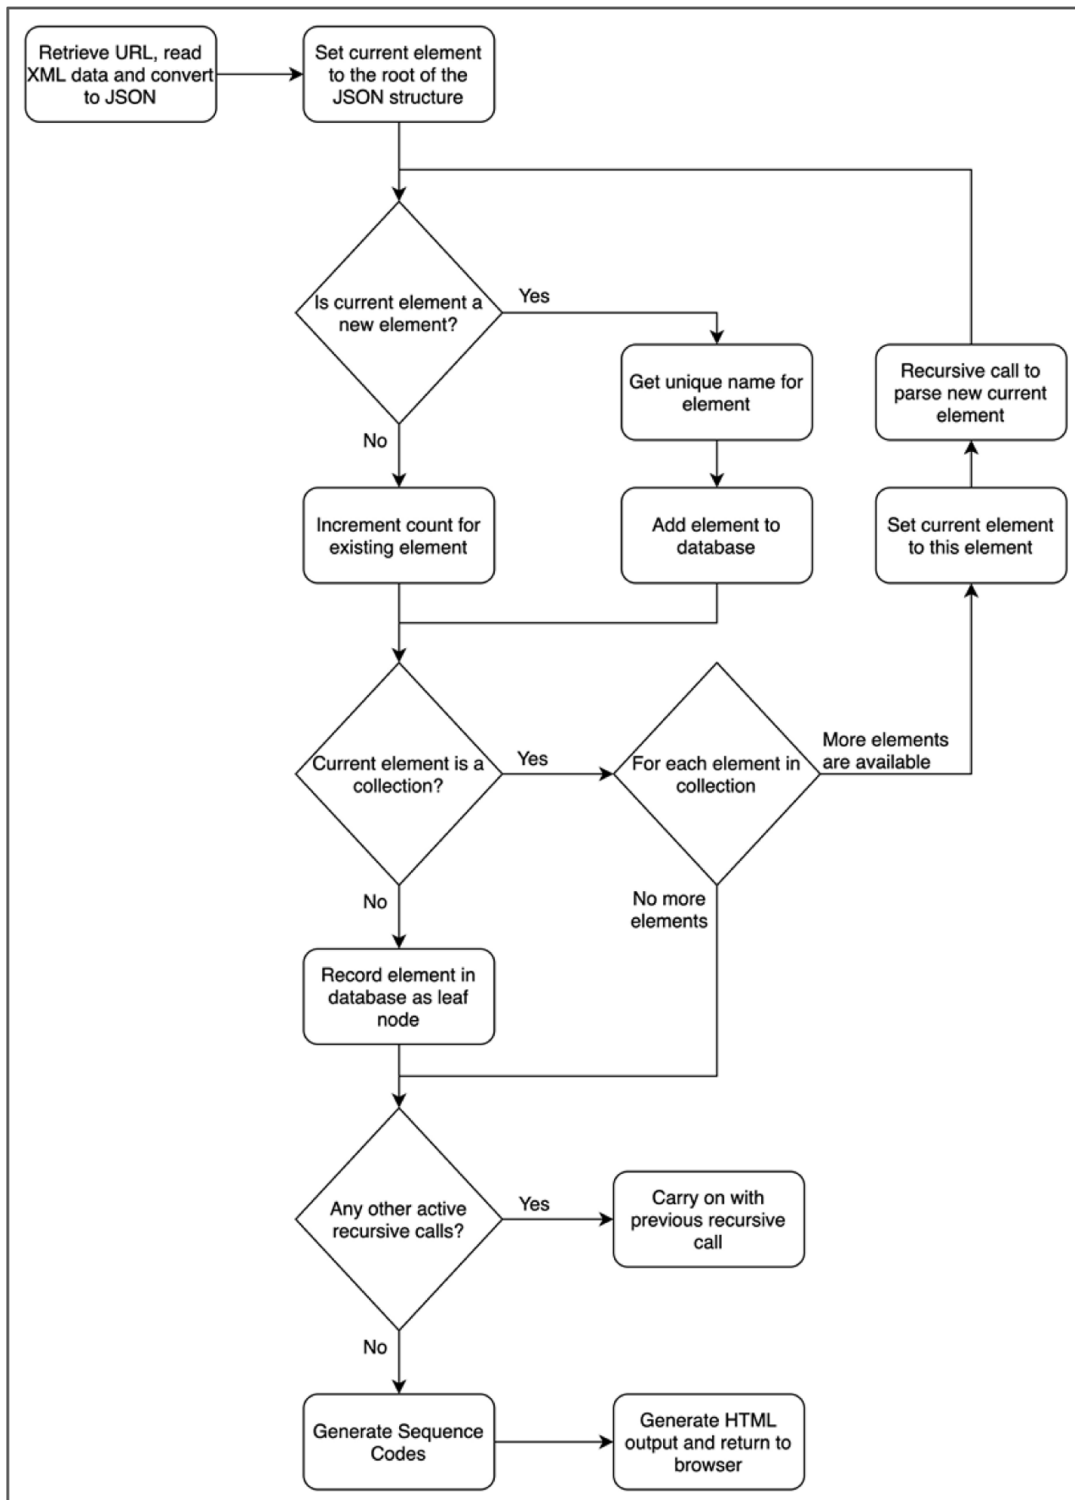 Retrieve URL, read
XML data and convert
to JSON
Set current element
to the root of the
JSON structure
Is current element a
new element?
Yes
Get unique name for
element
Recursive call to
parse new current
element
No
Increment count for
existing element
Add element to
database
Set current element
to this element
Current element is a
collection?
Yes
For each element in
collection
More elements
are available
No
No more
elements
Record element in
database as leaf
node
Any other active
recursive calls?
Yes
Carry on with
previous recursive
call
No
Generate Sequence
Codes
Generate HTML
output and return to
browser